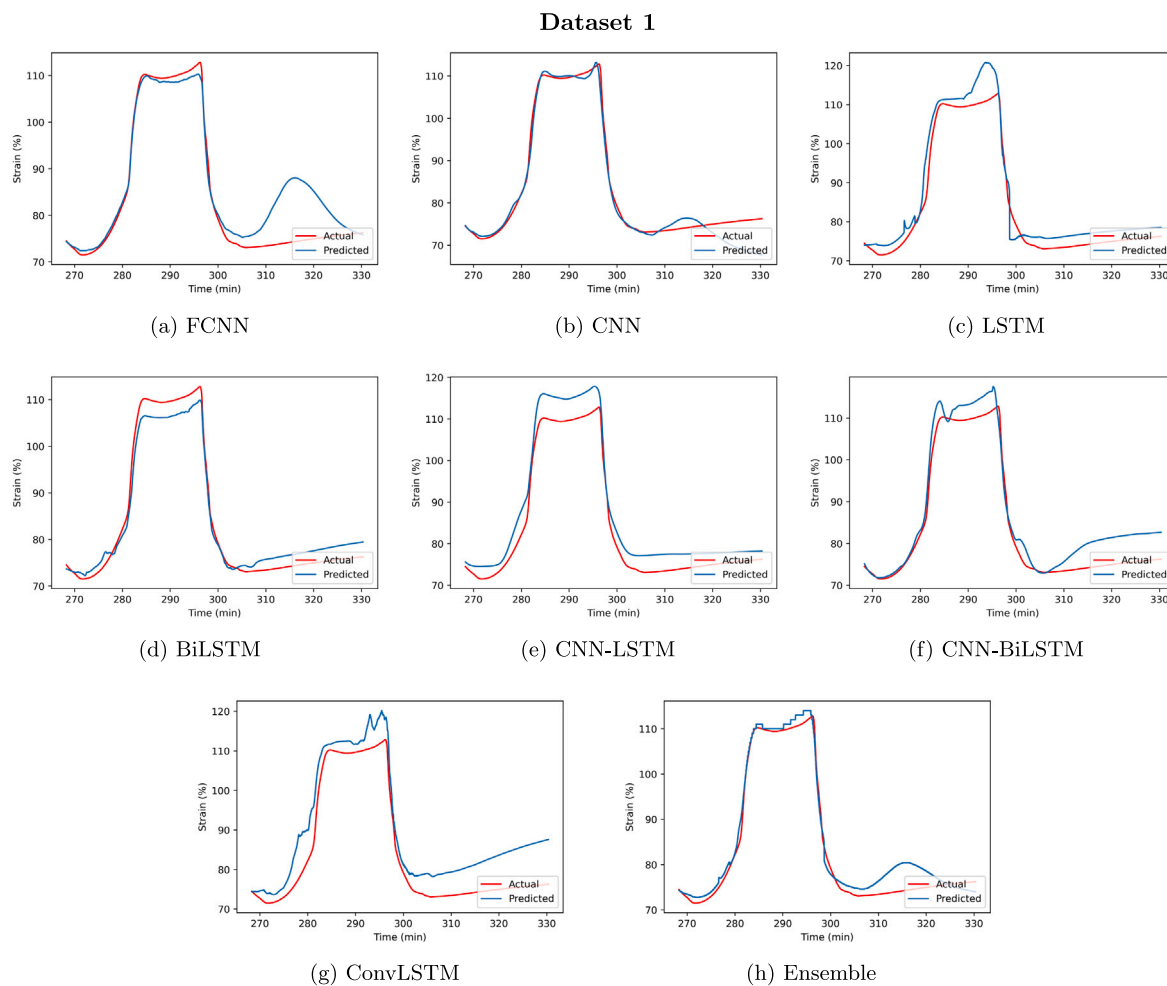 Dataset 1
110
100
90
80
70
Strain (%)
Actual
Predicted
270 280 290 300 310 320 330
Time (min)
(a) FCNN
110
100
90
80
70
Strain (%)
Actual
Predicted
270 280 290 300 310 320 330
Time (min)
(b) CNN
120
110
100
90
80
70
Strain (%)
Actual
Predicted
270 280 290 300 310 320 330
Time (min)
(c) LSTM
110
100
90
80
70
Strain (%)
Actual
Predicted
270 280 290 300 310 320 330
Time (min)
(d) BiLSTM
120
110
100
90
80
70
Strain (%)
Actual
Predicted
270 280 290 300 310 320 330
Time (min)
(e) CNN-LSTM
110
100
90
80
70
Strain (%)
Actual
Predicted
270 280 290 300 310 320 330
Time (min)
(f) CNN-BiLSTM
120
110
100
90
80
70
Strain (%)
Actual
Predicted
270 280 290 300 310 320 330
Time (min)
(g) ConvLSTM
110
100
90
80
70
Strain (%)
Actual
Predicted
270 280 290 300 310 320 330
Time (min)
(h) Ensemble